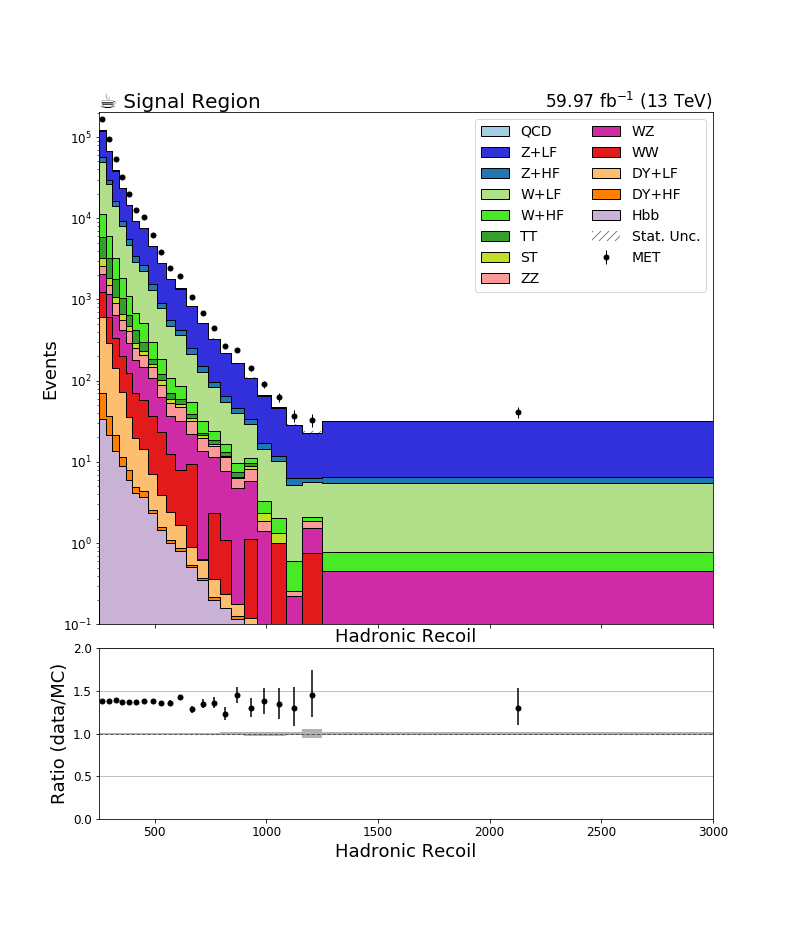 ☕ Signal Region
59.97 fb⁻¹ (13 TeV)
QCD
Z+LF
Z+HF
W+LF
W+HF
TT
ST
ZZ
WZ
WW
DY+LF
DY+HF
Hbb
Stat. Unc.
MET
Events
10⁵
10⁴
10³
10²
10¹
10⁰
10⁻¹
Hadronic Recoil
Ratio (data/MC)
2.0
1.5
1.0
0.5
0.0
500 1000 1500 2000 2500 3000
Hadronic Recoil